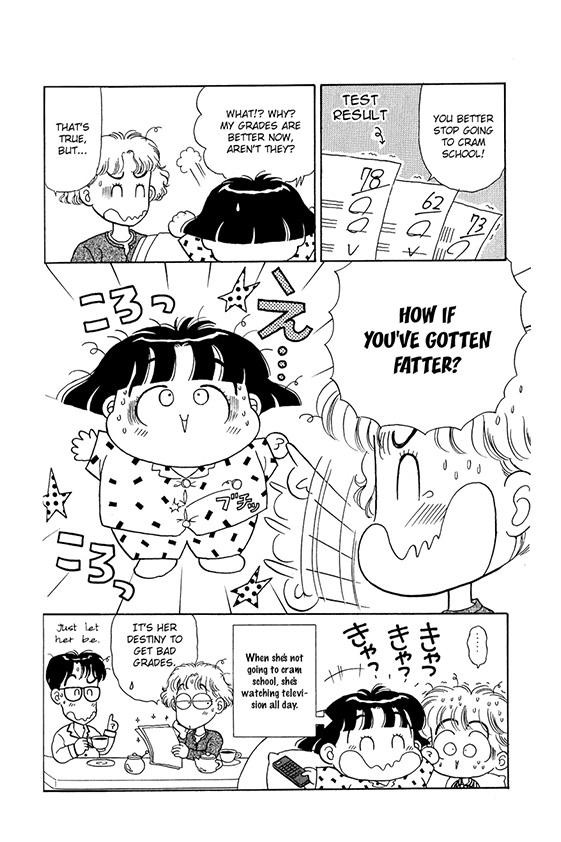 YOU BETTER
STOP GOING
TO CRAM
SCHOOL!
TEST
RESULT
78
62
73
WHAT!? WHY?
MY GRADES ARE
BETTER NOW,
AREN'T THEY?
THAT'S
TRUE,
BUT...
HOW IF
YOU'VE GOTTEN
FATTER?
え…
ころっ
ブチッ
ころっ
......
きゃっ
きゃっ
きゃっ
When she's not
going to cram
school, she's
watching televi-
sion all day.
IT'S HER
DESTINY TO
GET BAD
GRADES.
Just let
her be.